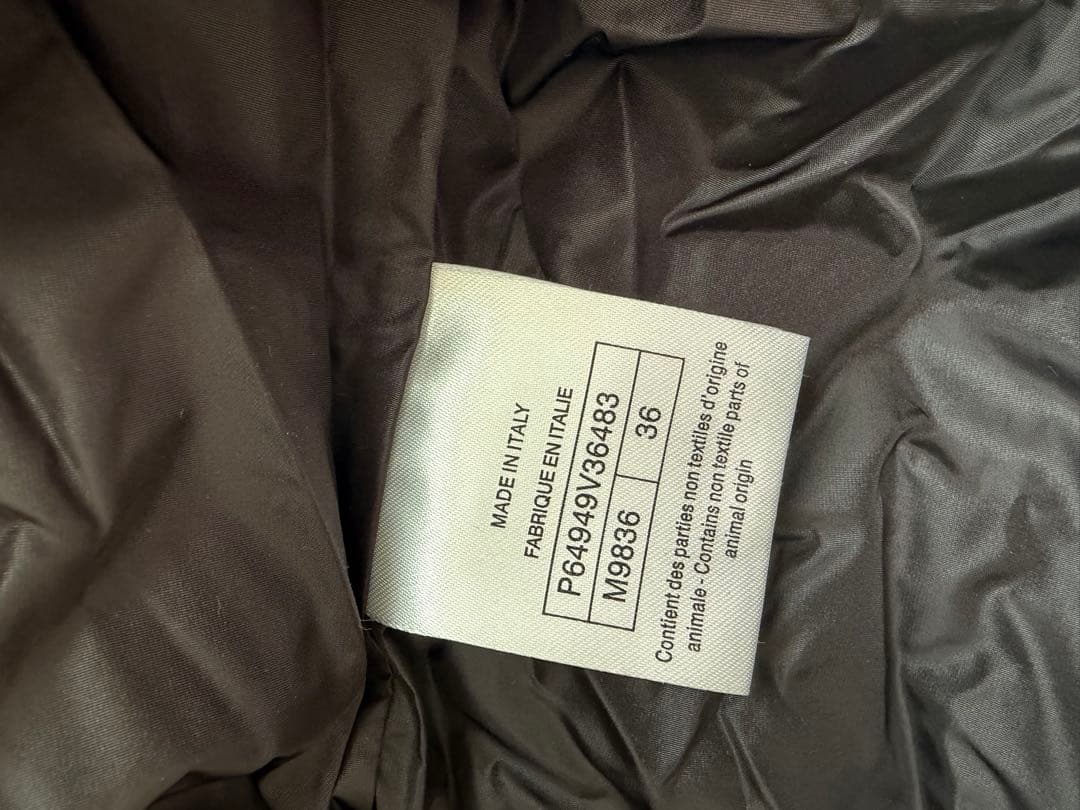 MADE IN ITALY
FABRIQUE EN ITALIE
P64949V36483
M9836 36
Contient des parties non textiles d'origine
animale - Contains non textile parts of
animal origin